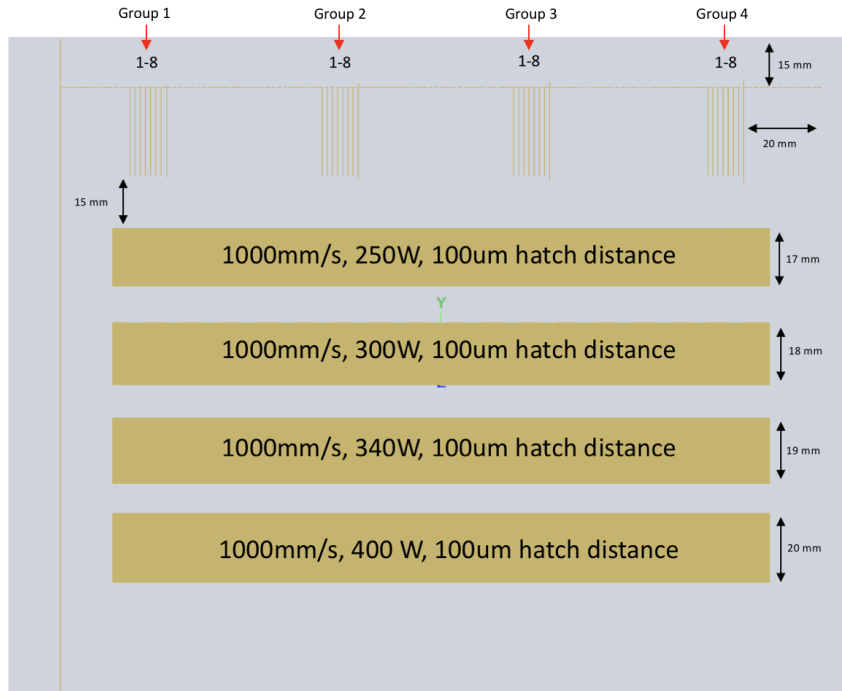 Group 1
Group 2
Group 3
Group 4
1-8
1-8
1-8
1-8
15 mm
20 mm
15 mm
1000mm/s, 250W, 100um hatch distance
17 mm
Y
1000mm/s, 300W, 100um hatch distance
18 mm
1000mm/s, 340W, 100um hatch distance
19 mm
1000mm/s, 400 W, 100um hatch distance
20 mm